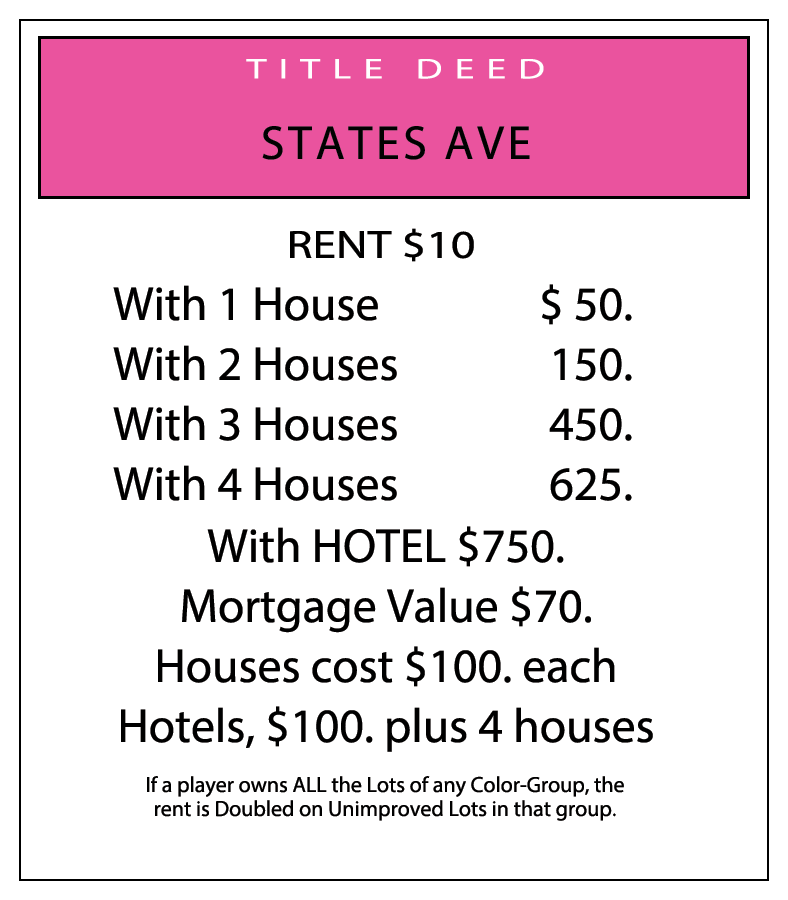 TITLE DEED
STATES AVE
RENT $10
With 1 House $ 50.
With 2 Houses 150.
With 3 Houses 450.
With 4 Houses 625.
With HOTEL $750.
Mortgage Value $70.
Houses cost $100. each
Hotels, $100. plus 4 houses
If a player owns ALL the Lots of any Color-Group, the
rent is Doubled on Unimproved Lots in that group.